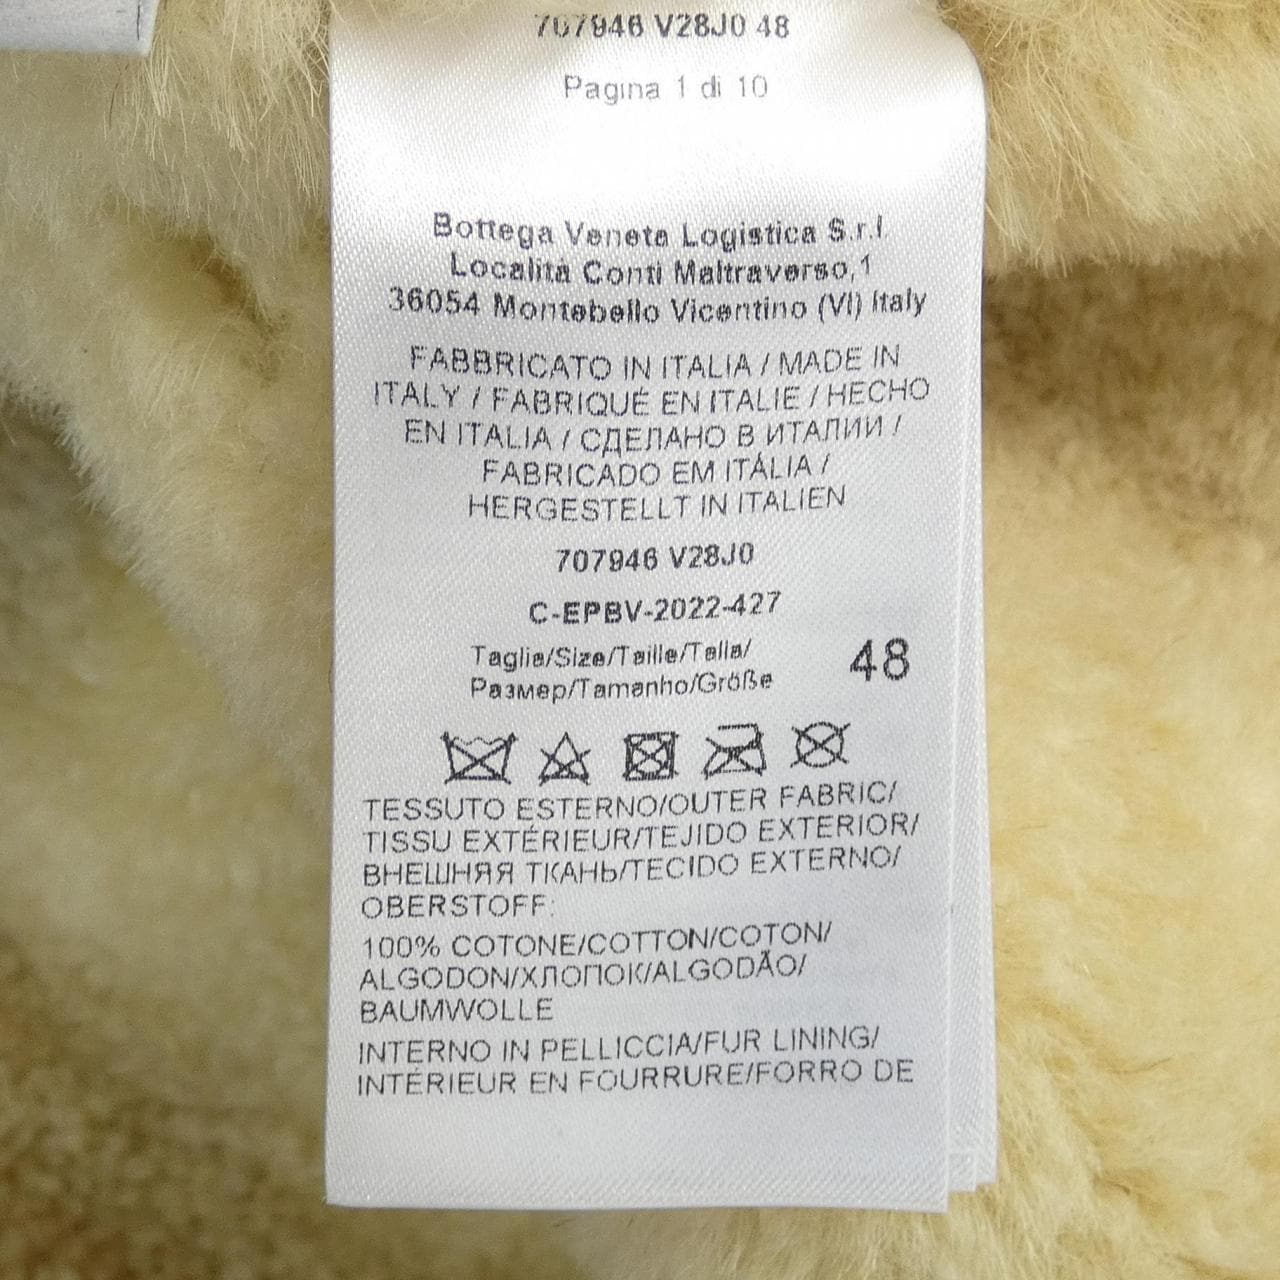 707946 V28J0 48
Pagina 1 di 10
Bottega Veneta Logistica S.r.l.
Località Conti Maltraverso,1
36054 Montebello Vicentino (VI) Italy
FABBRICATO IN ITALIA / MADE IN
ITALY / FABRIQUÉ EN ITALIE / HECHO
EN ITALIA / СДЕЛАНО В ИТАЛИИ /
FABRICADO EM ITÁLIA /
HERGESTELLT IN ITALIEN
707946 V28J0
C-EPBV-2022-427
Taglia/Size/Taille/Talla/
Размер/Tamanho/Größe
48
TESSUTO ESTERNO/OUTER FABRIC/
TISSU EXTÉRIEUR/TEJIDO EXTERIOR/
ВНЕШНЯЯ ТКАНЬ/TECIDO EXTERNO/
OBERSTOFF:
100% COTONE/COTTON/COTON/
ALGODON/ХЛОПОК/ALGODÃO/
BAUMWOLLE
INTERNO IN PELLICCIA/FUR LINING/
INTÉRIEUR EN FOURRURE/FORRO DE